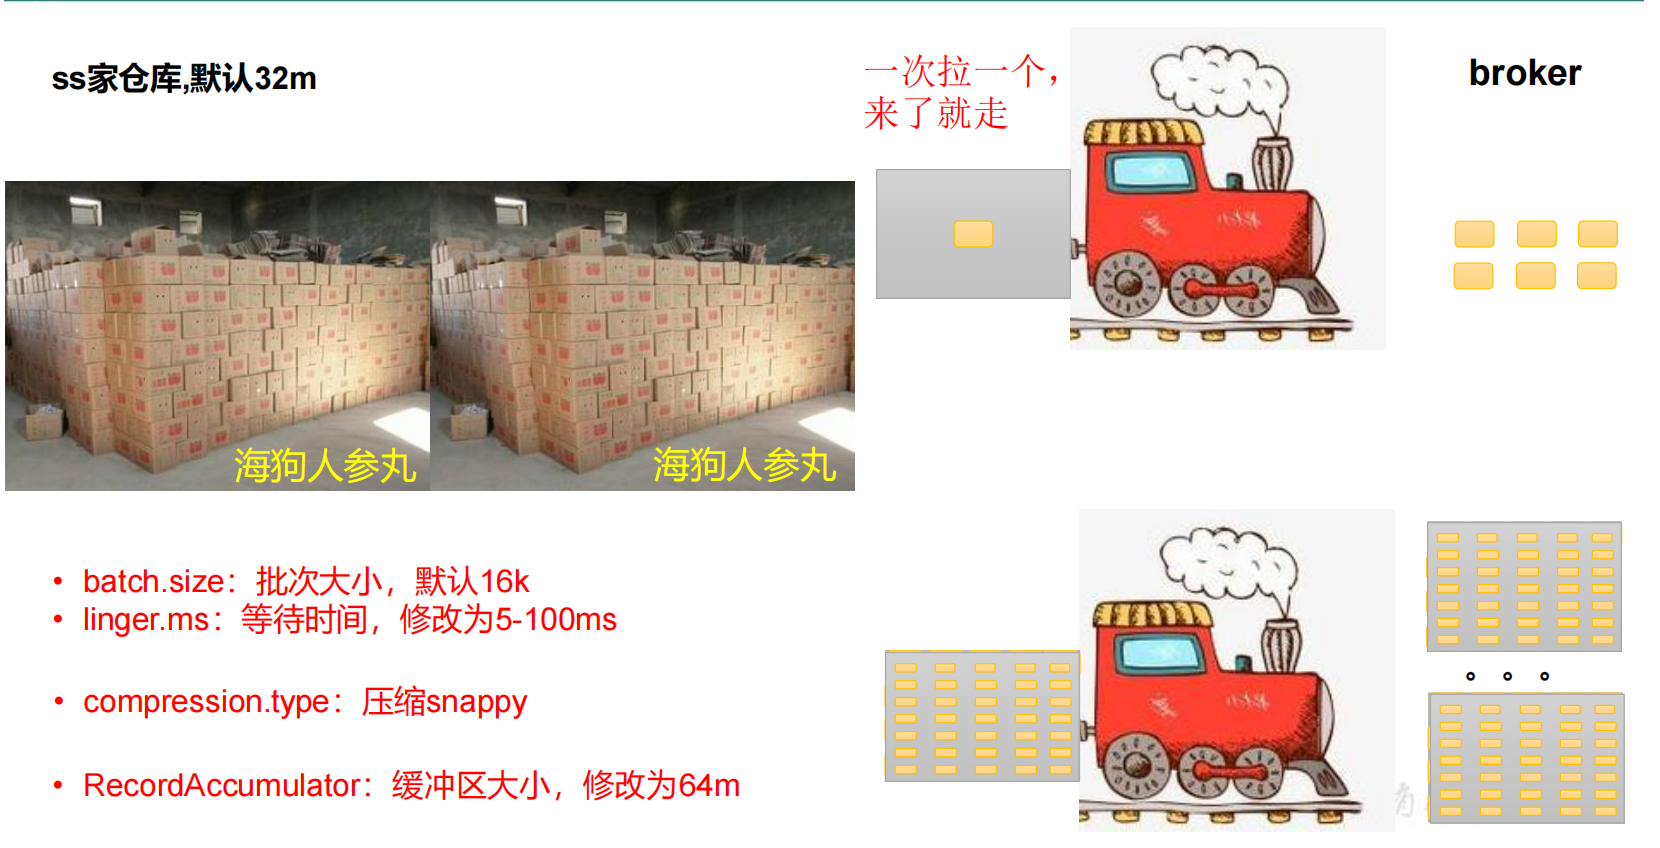 ss家仓库,默认32m
一次拉一个，
来了就走
broker
海狗人参丸
海狗人参丸
• batch.size：批次大小，默认16k
• linger.ms：等待时间，修改为5-100ms
• compression.type：压缩snappy
• RecordAccumulator：缓冲区大小，修改为64m